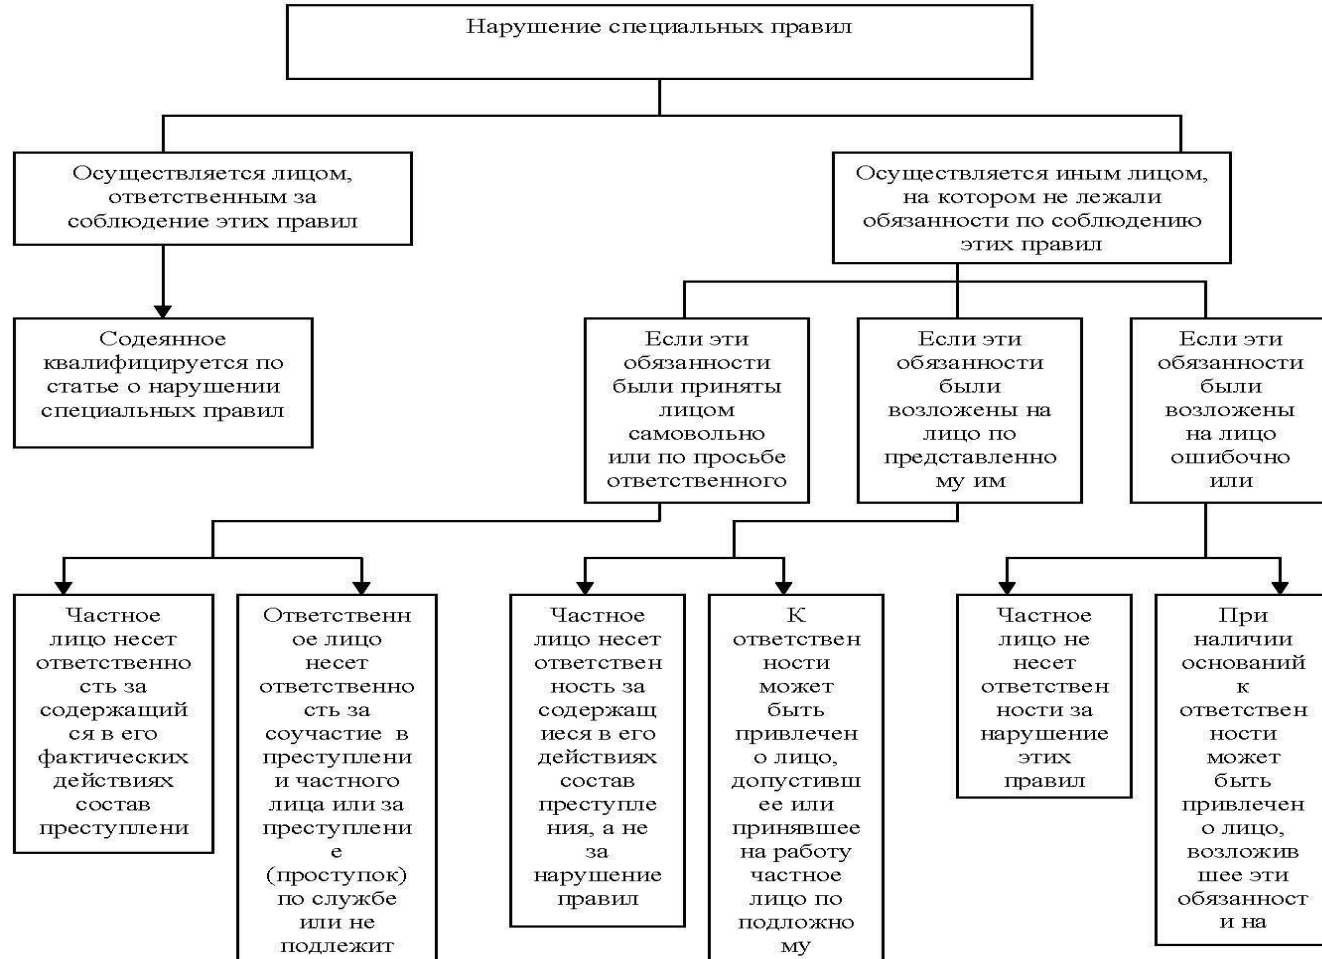 Нарушение специальных правил
Осуществляется лицом,
ответственным за
соблюдение этих правил
Осуществляется иным лицом,
на котором не лежали
обязанности по соблюдению
этих правил
Содеянное
квалифицируется по
статье о нарушении
специальных правил
Если эти
обязанности
были приняты
лицом
самовольно
или по просьбе
ответственного
Если эти
обязанности
были
возложены на
лицо по
представленно
му им
Если эти
обязанности
были
возложены
на лицо
ошибочно
или
Частное
лицо несет
ответственно
сть за
содержащий
ся в его
фактических
действиях
состав
преступлени
Ответственн
ое лицо
несет
ответственно
сть за
соучастие в
преступлени
и частного
лица или за
преступлени
е
(проступок)
по службе
или не
подлежит
Частное
лицо несет
ответствен
ность за
содержащ
иеся в его
действиях
состав
преступле
ния, а не
за
нарушение
правил
К
ответствен
ности
может
быть
привлечен
о лицо,
допустивш
ее или
принявшее
на работу
частное
лицо по
подложно
му
Частное
лицо не
несет
ответствен
ности за
нарушение
этих
правил
При
наличии
оснований
к
ответствен
ности
может
быть
привлечен
о лицо,
возложив
шее эти
обязанност
и на